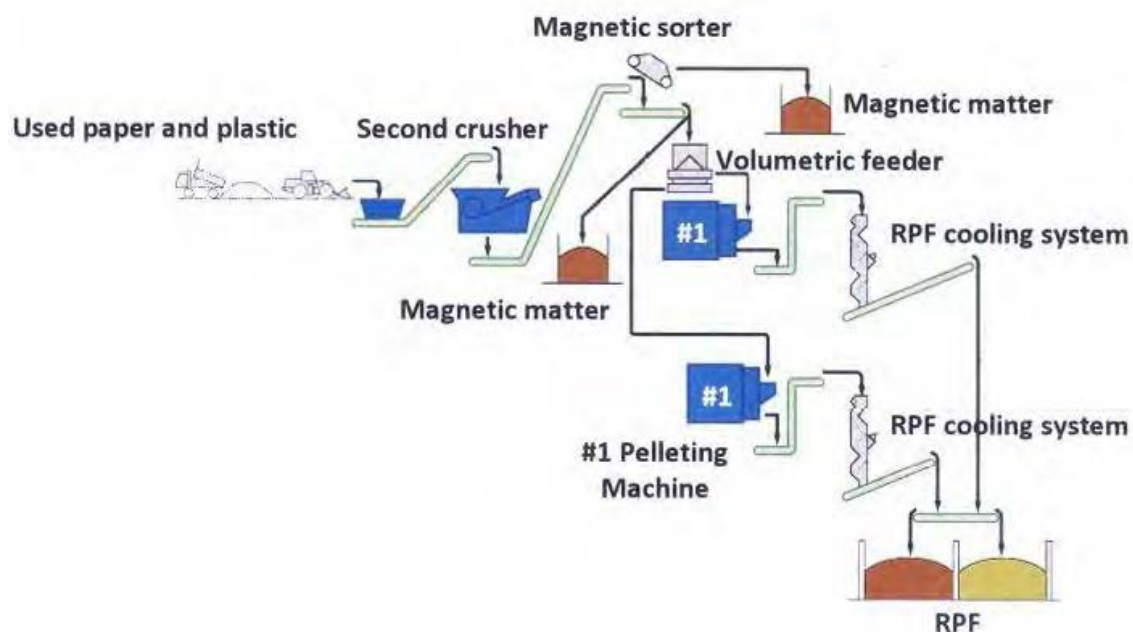 Magnetic sorter
Magnetic matter
Used paper and plastic
Second crusher
Volumetric feeder
#1
RPF cooling system
Magnetic matter
#1
RPF cooling system
#1 Pelleting
Machine
RPF